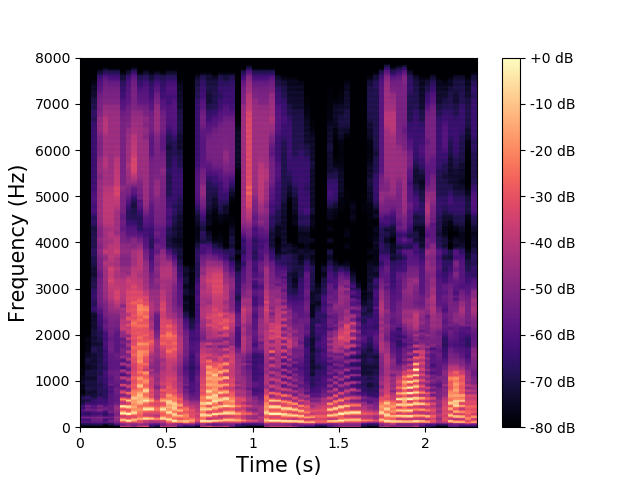 8000
7000
6000
5000
4000
3000
2000
1000
0
Frequency (Hz)
0
0.5
1
1.5
2
Time (s)
+0 dB
-10 dB
-20 dB
-30 dB
-40 dB
-50 dB
-60 dB
-70 dB
-80 dB